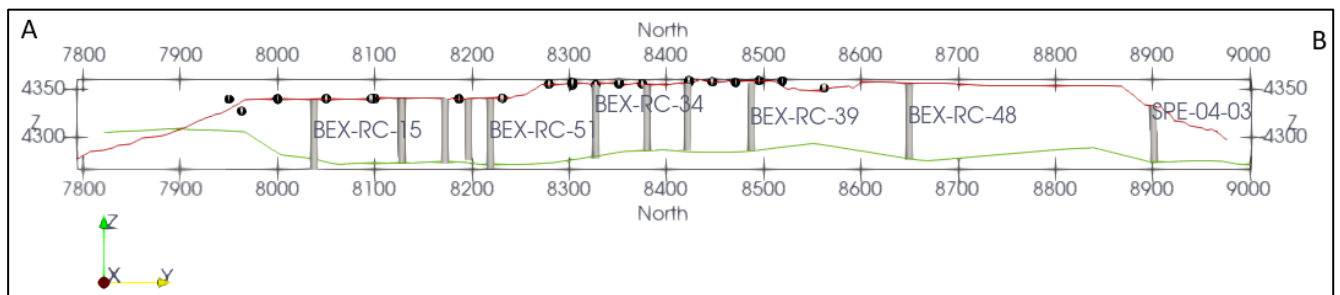 A
B
North
7800 7900 8000 8100 8200 8300 8400 8500 8600 8700 8800 8900 9000
4350 4350
Z 4300 4300 Z
BEX-RC-15 BEX-RC-51 BEX-RC-34 BEX-RC-39 BEX-RC-48 SPE-04-03
7800 7900 8000 8100 8200 8300 8400 8500 8600 8700 8800 8900 9000
North
Z
X Y